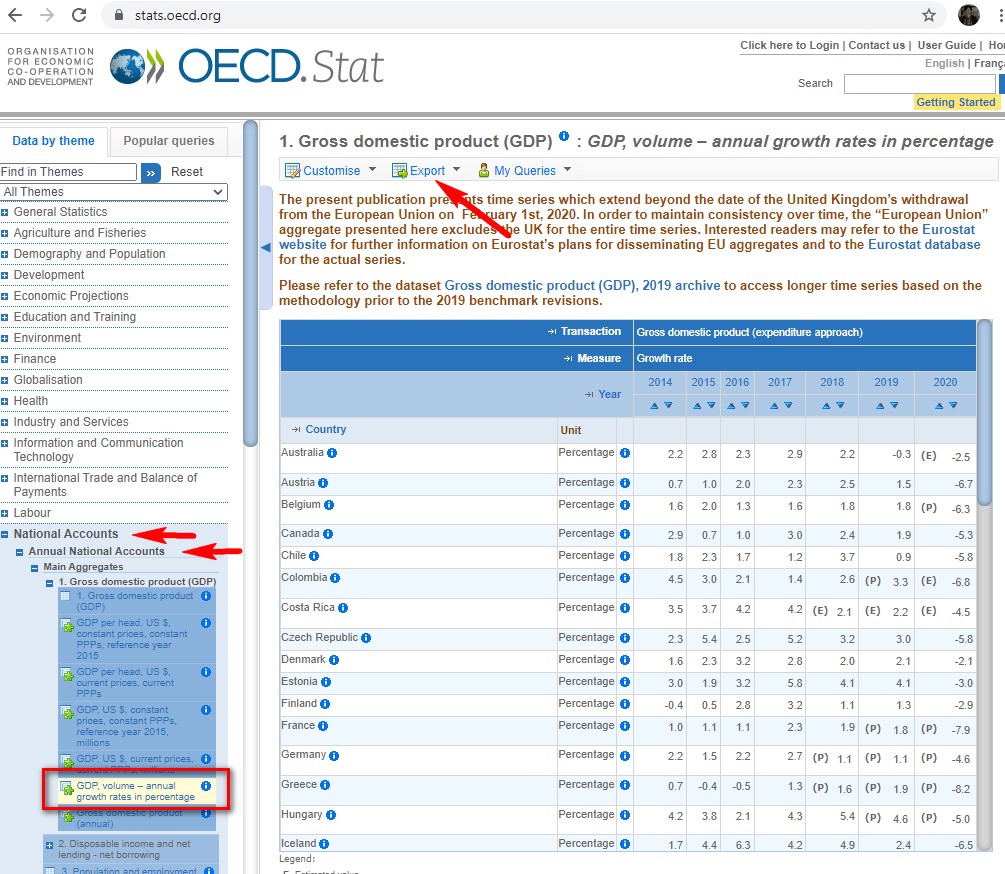 stats.oecd.org
ORGANISATION
FOR ECONOMIC
CO-OPERATION
AND DEVELOPMENT
OECD.Stat
Click here to Login | Contact us | User Guide |
English |
Search
Getting Started
Data by theme
Popular queries
Find in Themes
»
Reset
All Themes
General Statistics
Agriculture and Fisheries
Demography and Population
Development
Economic Projections
Education and Training
Environment
Finance
Globalisation
Health
Industry and Services
Information and Communication
Technology
International Trade and Balance of
Payments
Labour
National Accounts
Annual National Accounts
Main Aggregates
1. Gross domestic product (GDP)
1. Gross domestic product
(GDP)
GDP per head, US $,
constant prices, constant
PPPs, reference year
2015
GDP per head, US $,
current prices, current
PPPs
GDP, US $, constant
prices, constant PPPs,
reference year 2015,
millions
GDP, US $, current prices,
current PPPs, millions
GDP, volume – annual
growth rates in percentage
Gross domestic product
(annual)
2. Disposable income and net
lending - net borrowing
3. Population and employment
1. Gross domestic product (GDP) : GDP, volume – annual growth rates in percentage
Customise Export My Queries
The present publication presents time series which extend beyond the date of the United Kingdom's withdrawal
from the European Union on February 1st, 2020. In order to maintain consistency over time, the “European Union”
aggregate presented here excludes the UK for the entire time series. Interested readers may refer to the Eurostat
website for further information on Eurostat's plans for disseminating EU aggregates and to the Eurostat database
for the actual series.
Please refer to the dataset Gross domestic product (GDP), 2019 archive to access longer time series based on the
methodology prior to the 2019 benchmark revisions.
Transaction Gross domestic product (expenditure approach)
Measure Growth rate
Year 2014 2015 2016 2017 2018 2019 2020
Country Unit
Australia Percentage 2.2 2.8 2.3 2.9 2.2 -0.3 (E) -2.5
Austria Percentage 0.7 1.0 2.0 2.3 2.5 1.5 -6.7
Belgium Percentage 1.6 2.0 1.3 1.6 1.8 1.8 (P) -6.3
Canada Percentage 2.9 0.7 1.0 3.0 2.4 1.9 -5.3
Chile Percentage 1.8 2.3 1.7 1.2 3.7 0.9 -5.8
Colombia Percentage 4.5 3.0 2.1 1.4 2.6 (P) 3.3 (E) -6.8
Costa Rica Percentage 3.5 3.7 4.2 4.2 (E) 2.1 (E) 2.2 (E) -4.5
Czech Republic Percentage 2.3 5.4 2.5 5.2 3.2 3.0 -5.8
Denmark Percentage 1.6 2.3 3.2 2.8 2.0 2.1 -2.1
Estonia Percentage 3.0 1.9 3.2 5.8 4.1 4.1 -3.0
Finland Percentage -0.4 0.5 2.8 3.2 1.1 1.3 -2.9
France Percentage 1.0 1.1 1.1 2.3 1.9 (P) 1.8 (P) -7.9
Germany Percentage 2.2 1.5 2.2 2.7 (P) 1.1 (P) 1.1 (P) -4.6
Greece Percentage 0.7 -0.4 -0.5 1.3 (P) 1.6 (P) 1.9 (P) -8.2
Hungary Percentage 4.2 3.8 2.1 4.3 5.4 (P) 4.6 (P) -5.0
Iceland Percentage 1.7 4.4 6.3 4.2 4.9 2.4 -6.5
Legend: